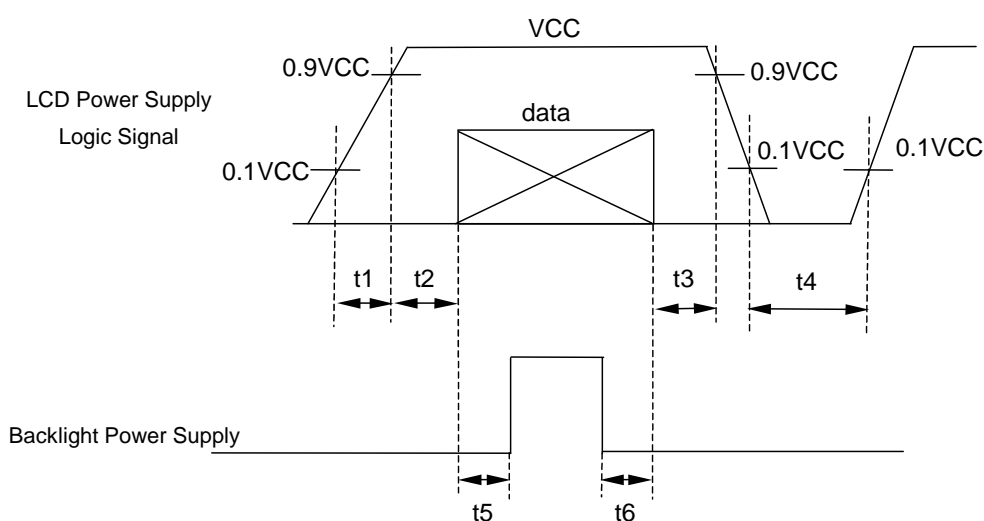 VCC
0.9VCC
0.9VCC
LCD Power Supply
Logic Signal
data
0.1VCC
0.1VCC
0.1VCC
t1
t2
t3
t4
Backlight Power Supply
t5
t6